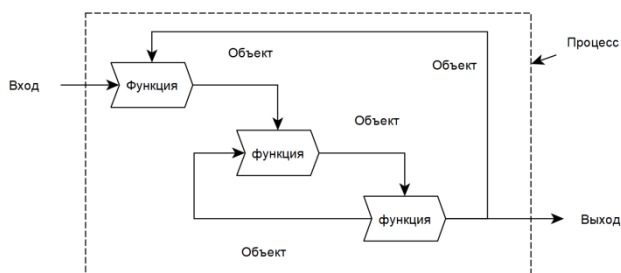 Процесс
Объект
Объект
Вход
Функция
Объект
функция
функция
Выход
Объект